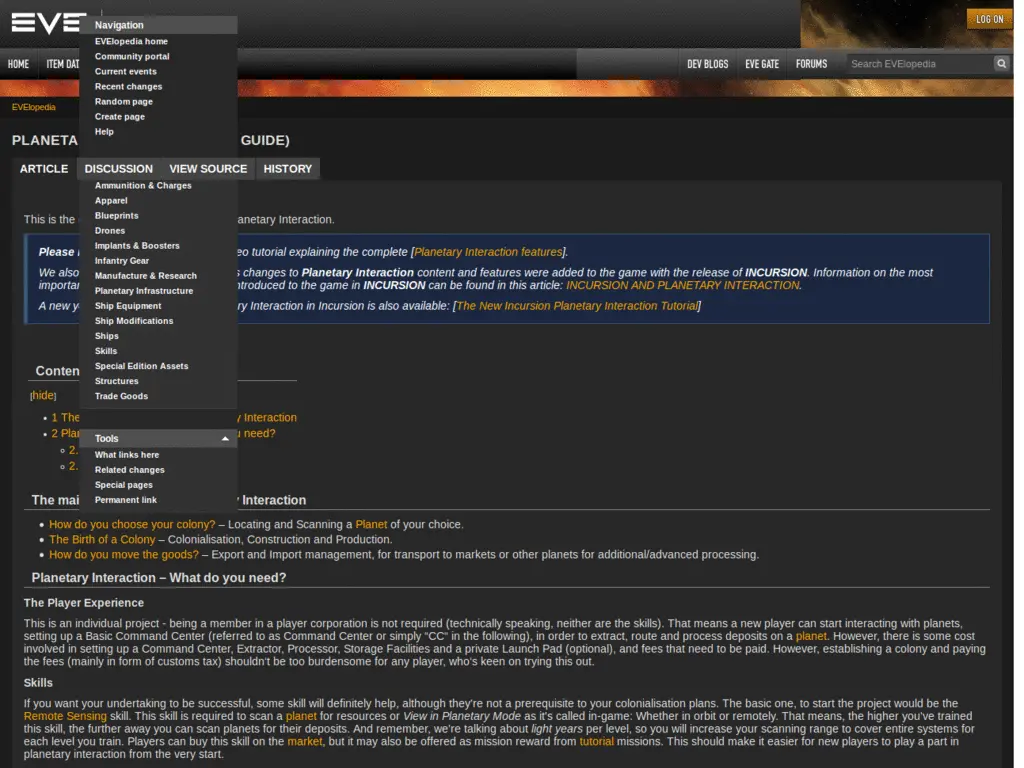 EVE
LOG ON
HOME
ITEM DAT
DEV BLOGS
EVE GATE
FORUMS
Search EVElopedia
EVElopedia
Navigation
EVElopedia home
Community portal
Current events
Recent changes
Random page
Create page
Help
PLANETA GUIDE)
ARTICLE
DISCUSSION
VIEW SOURCE
HISTORY
Ammunition & Charges
Apparel
Blueprints
Drones
Implants & Boosters
Infantry Gear
Manufacture & Research
Planetary Infrastructure
Ship Equipment
Ship Modifications
Ships
Skills
Special Edition Assets
Structures
Trade Goods
Tools
What links here
Related changes
Special pages
Permanent link
This is the anetary Interaction.
Please eo tutorial explaining the complete [Planetary Interaction features].
We also s changes to Planetary Interaction content and features were added to the game with the release of INCURSION. Information on the most
importan ntroduced to the game in INCURSION can be found in this article: INCURSION AND PLANETARY INTERACTION.
A new y ry Interaction in Incursion is also available: [The New Incursion Planetary Interaction Tutorial]
Conten
[hide]
1 The y Interaction
2 Plan u need?
2.
2.
The mai y Interaction
How do you choose your colony? – Locating and Scanning a Planet of your choice.
The Birth of a Colony – Colonialisation, Construction and Production.
How do you move the goods? – Export and Import management, for transport to markets or other planets for additional/advanced processing.
Planetary Interaction – What do you need?
The Player Experience
This is an individual project - being a member in a player corporation is not required (technically speaking, neither are the skills). That means a new player can start interacting with planets,
setting up a Basic Command Center (referred to as Command Center or simply “CC” in the following), in order to extract, route and process deposits on a planet. However, there is some cost
involved in setting up a Command Center, Extractor, Processor, Storage Facilities and a private Launch Pad (optional), and fees that need to be paid. However, establishing a colony and paying
the fees (mainly in form of customs tax) shouldn’t be too burdensome for any player, who’s keen on trying this out.
Skills
If you want your undertaking to be successful, some skill will definitely help, although they’re not a prerequisite to your colonialisation plans. The basic one, to start the project would be the
Remote Sensing skill. This skill is required to scan a planet for resources or View in Planetary Mode as it’s called in-game: Whether in orbit or remotely. That means, the higher you’ve trained
this skill, the further away you can scan planets for their deposits. And remember, we’re talking about light years per level, so you will increase your scanning range to cover entire systems for
each level you train. Players can buy this skill on the market, but it may also be offered as mission reward from tutorial missions. This should make it easier for new players to play a part in
planetary interaction from the very start.